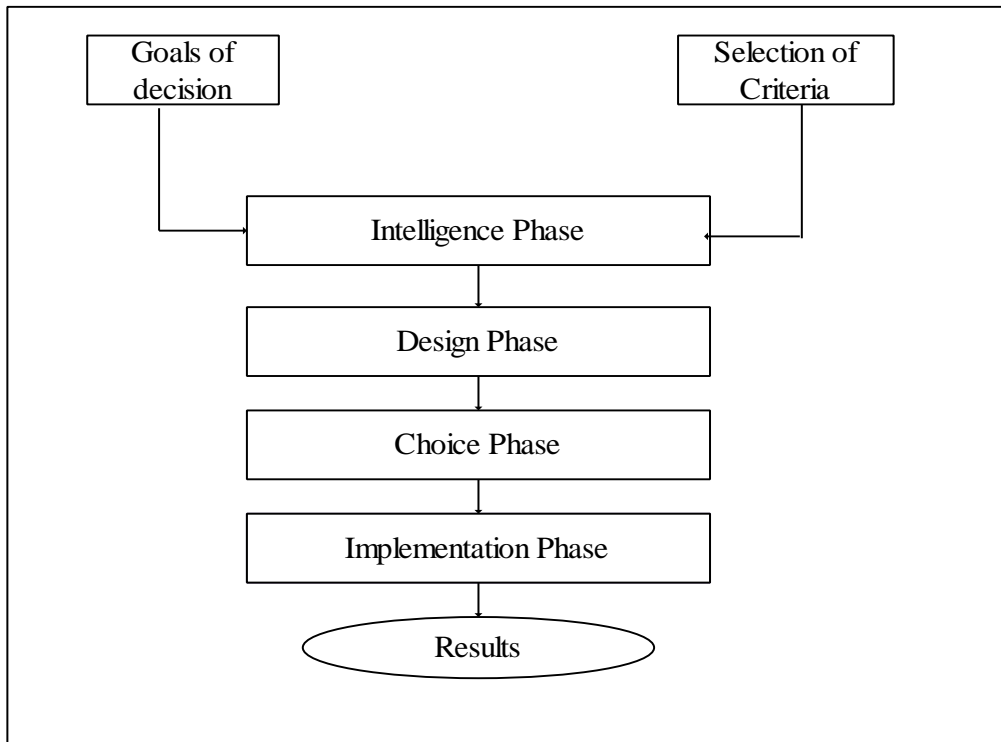 Goals of
decision
Selection of
Criteria
Intelligence Phase
Design Phase
Choice Phase
Implementation Phase
Results